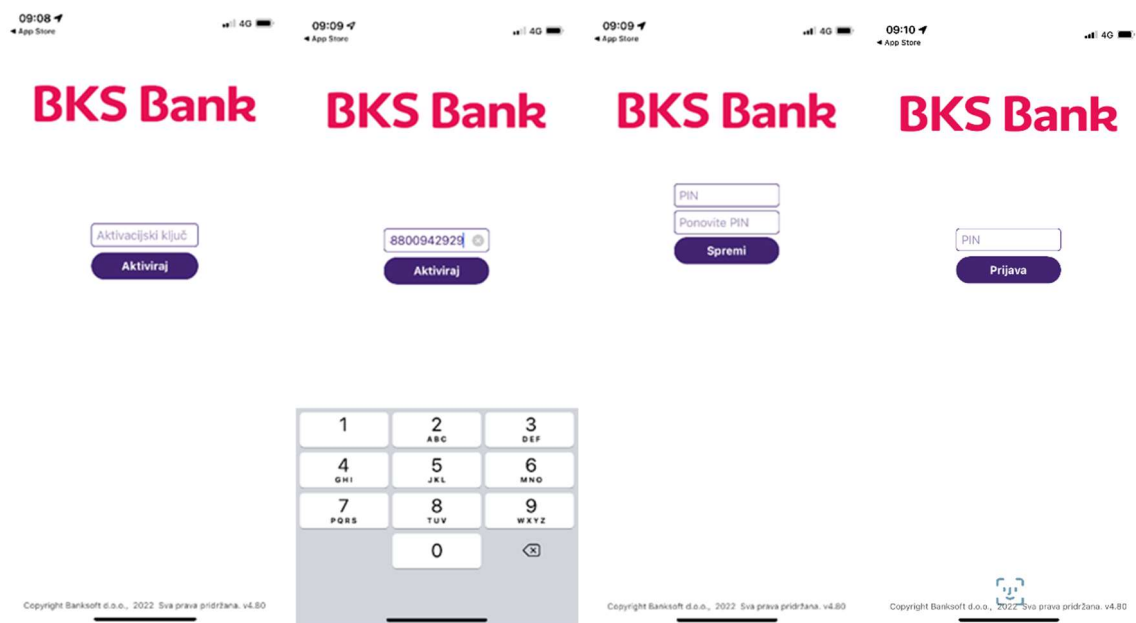 09:08
App Store
4G
BKS Bank
Aktivacijski ključ
Aktiviraj
Copyright Banksoft d.o.o., 2022 Sva prava pridržana. v4.80
09:09
App Store
4G
BKS Bank
8800942929
Aktiviraj
1
2
ABC
3
DEF
4
GHI
5
JKL
6
MNO
7
PQRS
8
TUV
9
WXYZ
0
09:09
App Store
4G
BKS Bank
PIN
Ponovite PIN
Spremi
Copyright Banksoft d.o.o., 2022 Sva prava pridržana. v4.80
09:10
App Store
4G
BKS Bank
PIN
Prijava
Copyright Banksoft d.o.o., 2022 Sva prava pridržana. v4.80